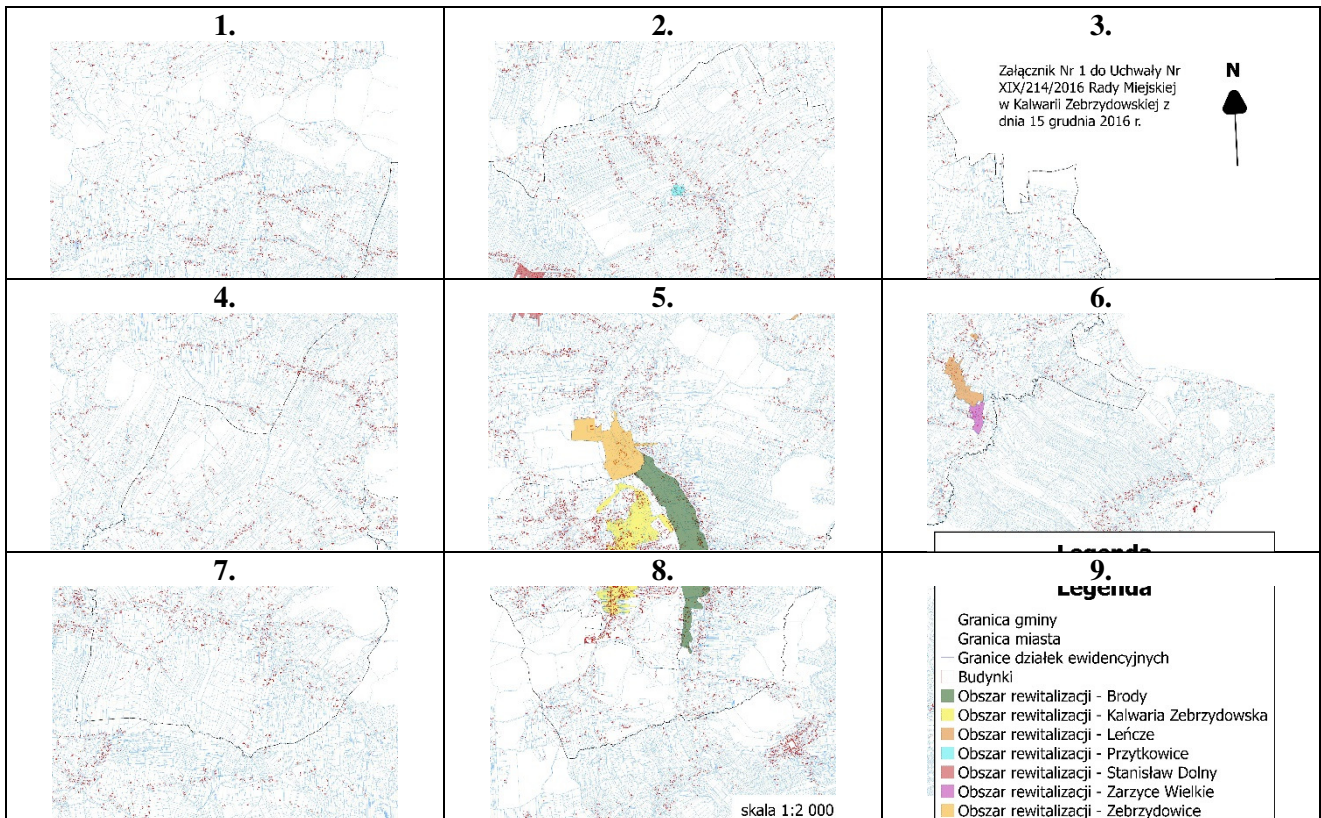 1.
2.
3.
Załącznik Nr 1 do Uchwały Nr
XIX/214/2016 Rady Miejskiej
w Kalwarii Zebrzydowskiej z
dnia 15 grudnia 2016 r.
N
4.
5.
6.
Legenda
7.
8.
skala 1:2 000
9.
Legenda
Granica gminy
Granica miasta
Granice działek ewidencyjnych
Budynki
Obszar rewitalizacji - Brody
Obszar rewitalizacji - Kalwaria Zebrzydowska
Obszar rewitalizacji - Leńcze
Obszar rewitalizacji - Przytkowice
Obszar rewitalizacji - Stanisław Dolny
Obszar rewitalizacji - Zarzyce Wielkie
Obszar rewitalizacji - Zebrzydowice